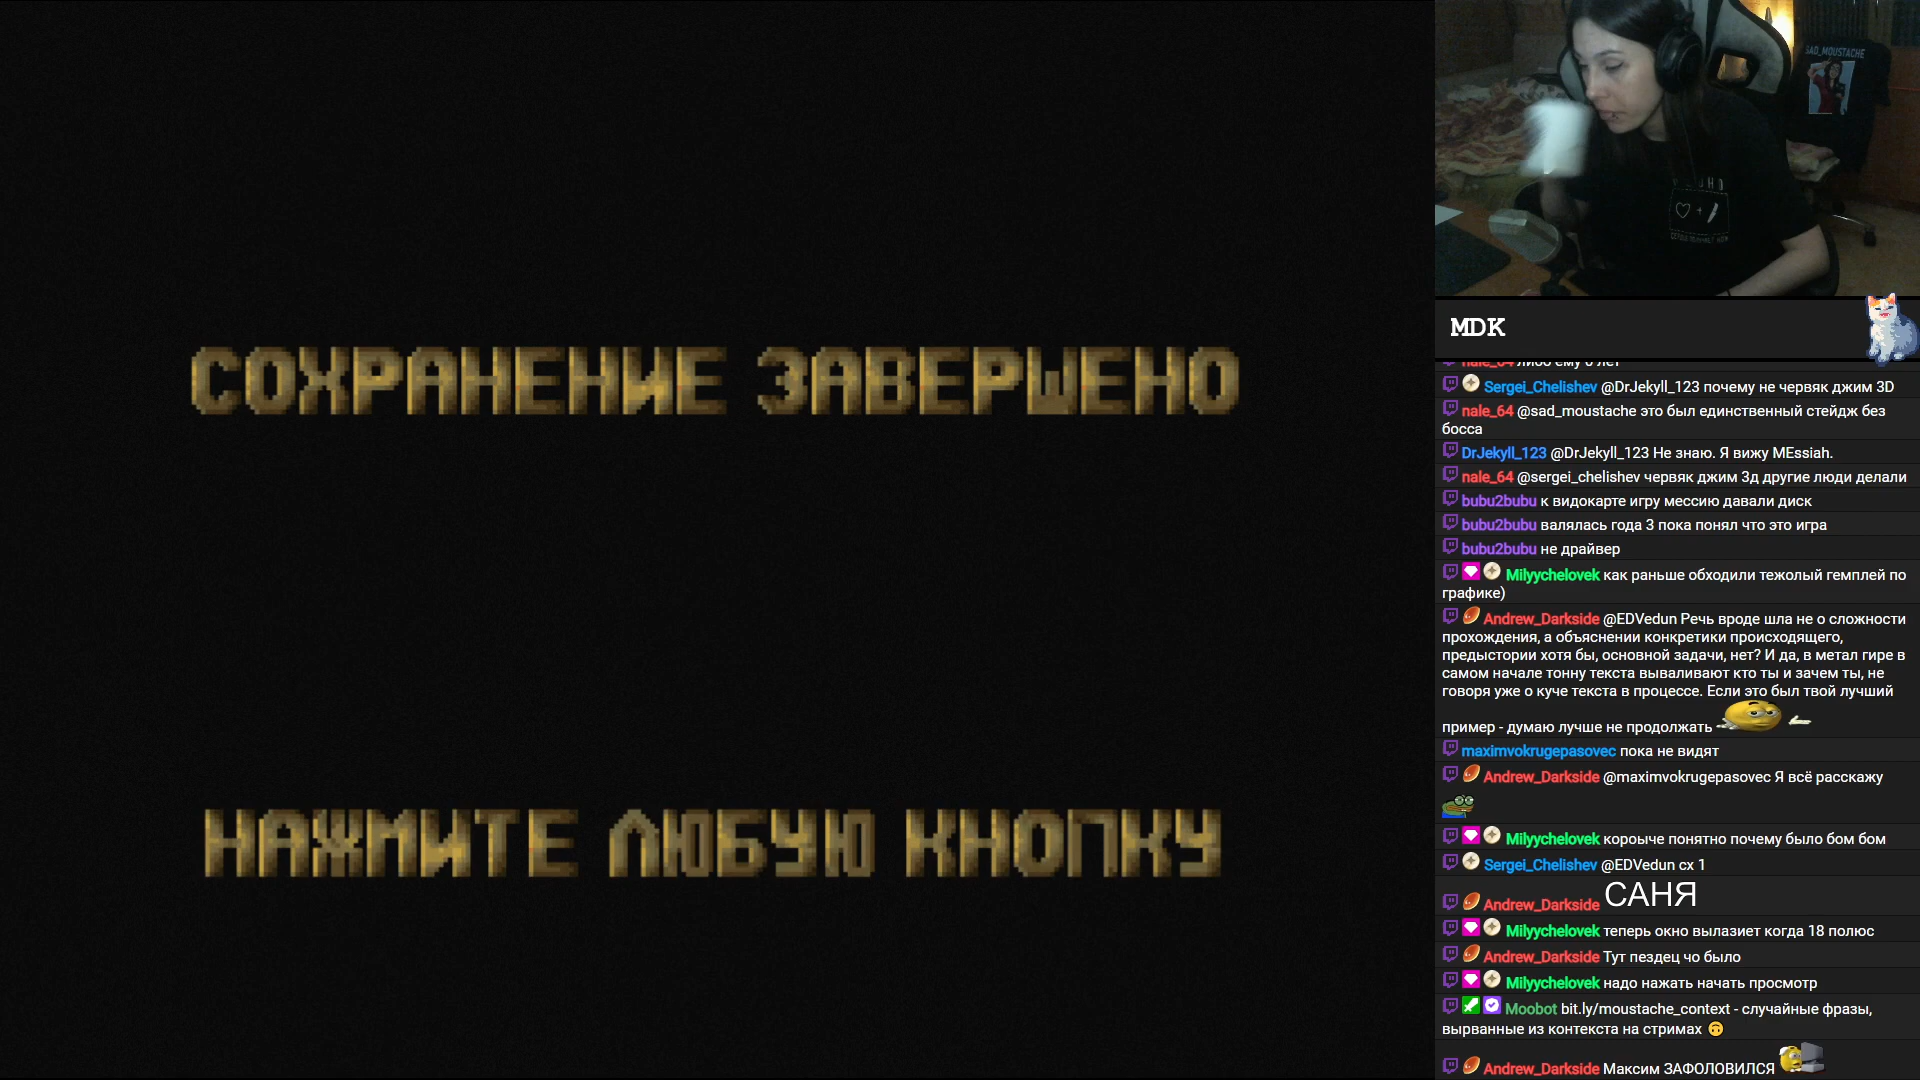 СОХРАНЕНИЕ ЗАВЕРШЕНО
НАЖМИТЕ ЛЮБУЮ КНОПКУ
SAD_MOUSTACHE
MDK
nale_64 либо ему 6 лет
Sergei_Chelishev @DrJekyll_123 почему не червяк джим 3D
nale_64 @sad_moustache это был единственный стейдж без
босса
DrJekyll_123 @DrJekyll_123 Не знаю. Я вижу MEssiah.
nale_64 @sergei_chelishev червяк джим 3д другие люди делали
bubu2bubu к видокарте игру мессию давали диск
bubu2bubu валялась года 3 пока понял что это игра
bubu2bubu не драйвер
Milyychelovek как раньше обходили тежолый гемплей по
графике)
Andrew_Darkside @EDVedun Речь вроде шла не о сложности
прохождения, а объяснении конкретики происходящего,
предыстории хотя бы, основной задачи, нет? И да, в метал гире в
самом начале тонну текста вываливают кто ты и зачем ты, не
говоря уже о куче текста в процессе. Если это был твой лучший
пример - думаю лучше не продолжать
maximvokrugepasovec пока не видят
Andrew_Darkside @maximvokrugepasovec Я всё расскажу
Milyychelovek короыче понятно почему было бом бом
Sergei_Chelishev @EDVedun сх 1
Andrew_Darkside САНЯ
Milyychelovek теперь окно вылазиет когда 18 полюс
Andrew_Darkside Тут пездец чо было
Milyychelovek надо нажать начать просмотр
Moobot bit.ly/moustache_context - случайные фразы,
вырванные из контекста на стримах 🙃
Andrew_Darkside Максим ЗАФОЛОВИЛСЯ